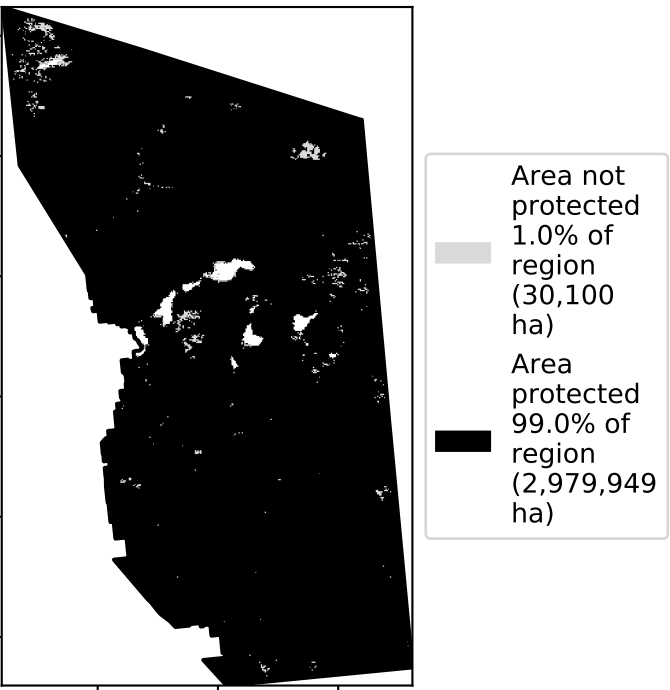 Area not
protected
1.0% of
region
(30,100
ha)
Area
protected
99.0% of
region
(2,979,949
ha)